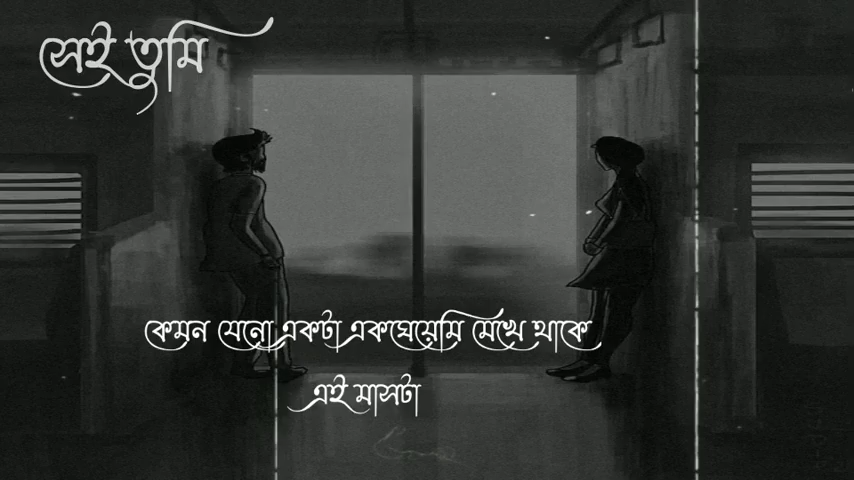 সেই তুমি
কেমন যেনো একটা একঘেয়েমি মেখে থাকে
এই মাসটা